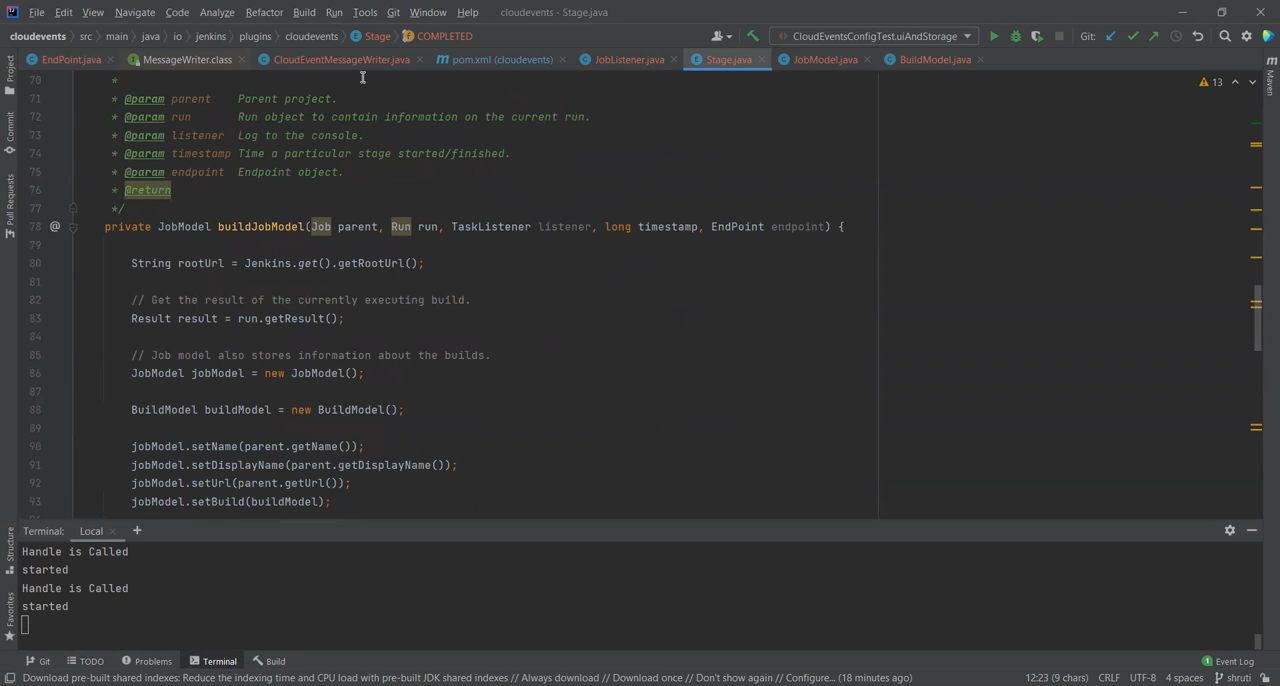 File Edit View Navigate Code Analyze Refactor Build Run Tools Git Window Help cloudevents - Stage.java
cloudevents src main java io jenkins plugins cloudevents Stage COMPLETED CloudEventsConfigTest.uiAndStorage Git:
EndPoint.java MessageWriter.class CloudEventMessageWriter.java pom.xml (cloudevents) JobListener.java Stage.java JobModel.java BuildModel.java
Project
Commit
Pull Requests
Structure
Favorites
Maven
13
70 *
71 * @param parent Parent project.
72 * @param run Run object to contain information on the current run.
73 * @param listener Log to the console.
74 * @param timestamp Time a particular stage started/finished.
75 * @param endpoint Endpoint object.
76 * @return
77 */
78 @ private JobModel buildJobModel(Job parent, Run run, TaskListener listener, long timestamp, EndPoint endpoint) {
79
80 String rootUrl = Jenkins.get().getRootUrl();
81
82 // Get the result of the currently executing build.
83 Result result = run.getResult();
84
85 // Job model also stores information about the builds.
86 JobModel jobModel = new JobModel();
87
88 BuildModel buildModel = new BuildModel();
89
90 jobModel.setName(parent.getName());
91 jobModel.setDisplayName(parent.getDisplayName());
92 jobModel.setUrl(parent.getUrl());
93 jobModel.setBuild(buildModel);
Terminal: Local +
Handle is Called
started
Handle is Called
started
Git TODO Problems Terminal Build 1 Event Log
Download pre-built shared indexes: Reduce the indexing time and CPU load with pre-built JDK shared indexes // Always download // Download once // Don't show again // Configure... (18 minutes ago) 12:23 (9 chars) CRLF UTF-8 4 spaces shruti